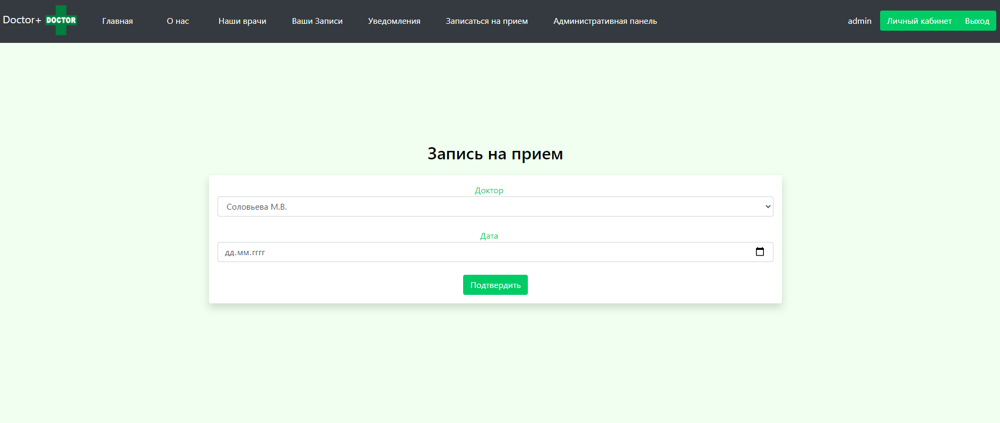 Doctor+ DOCTOR Главная О нас Наши врачи Ваши Записи Уведомления Записаться на прием Административная панель admin Личный кабинет Выход
Запись на прием
Доктор
Соловьева М.В.
Дата
дд.мм.гггг
Подтвердить